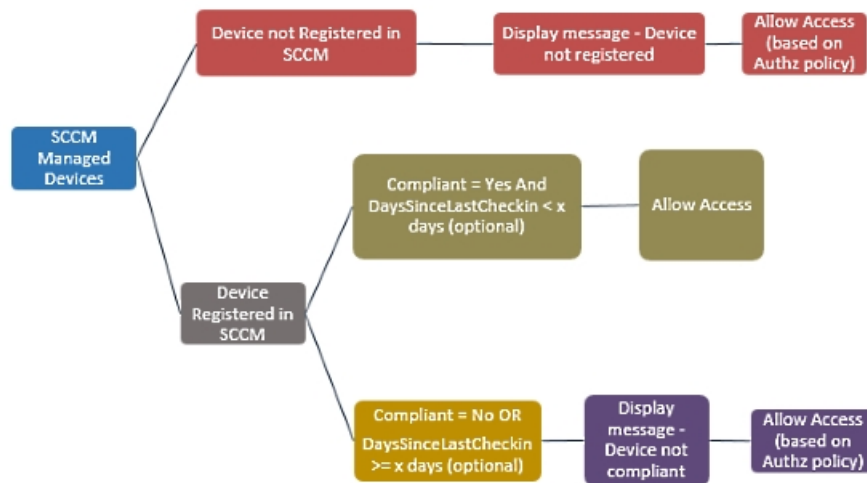 Device not Registered in
SCCM
Display message - Device
not registered
Allow Access
(based on
Authz policy)
SCCM
Managed
Devices
Compliant = Yes And
DaysSinceLastCheckin < x
days (optional)
Allow Access
Device
Registered in
SCCM
Compliant = No OR
DaysSinceLastCheckin
>= x days (optional)
Display
message -
Device not
compliant
Allow Access
(based on
Authz policy)